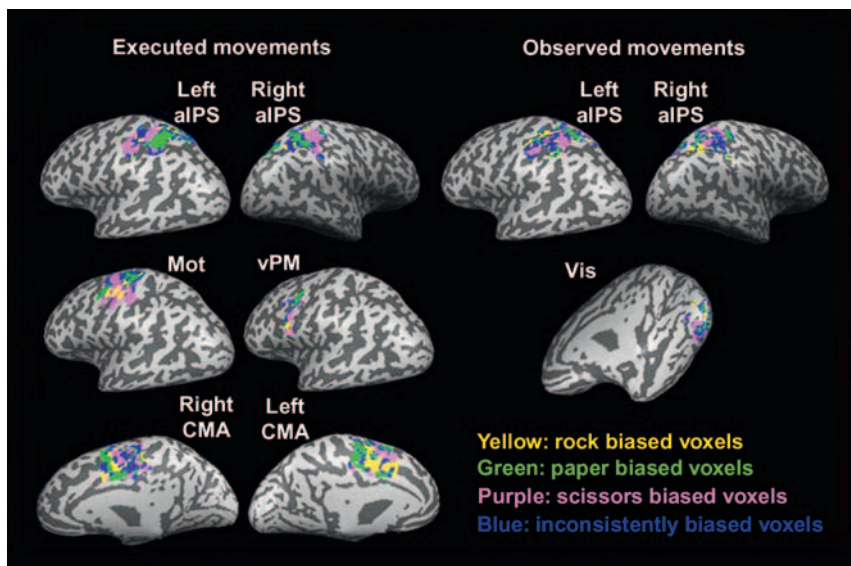 Executed movements
Observed movements
Left aIPS
Right aIPS
Left aIPS
Right aIPS
Mot
vPM
Vis
Right CMA
Left CMA
Yellow: rock biased voxels
Green: paper biased voxels
Purple: scissors biased voxels
Blue: inconsistently biased voxels